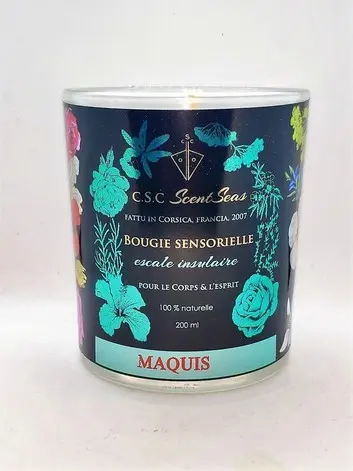 C S C
C.S.C ScentSeas
FATTU IN CORSICA, FRANCIA, 2007
BOUGIE SENSORIELLE
escale insulaire
POUR LE CORPS & L'ESPRIT
100 % naturelle
200 ml
MAQUIS